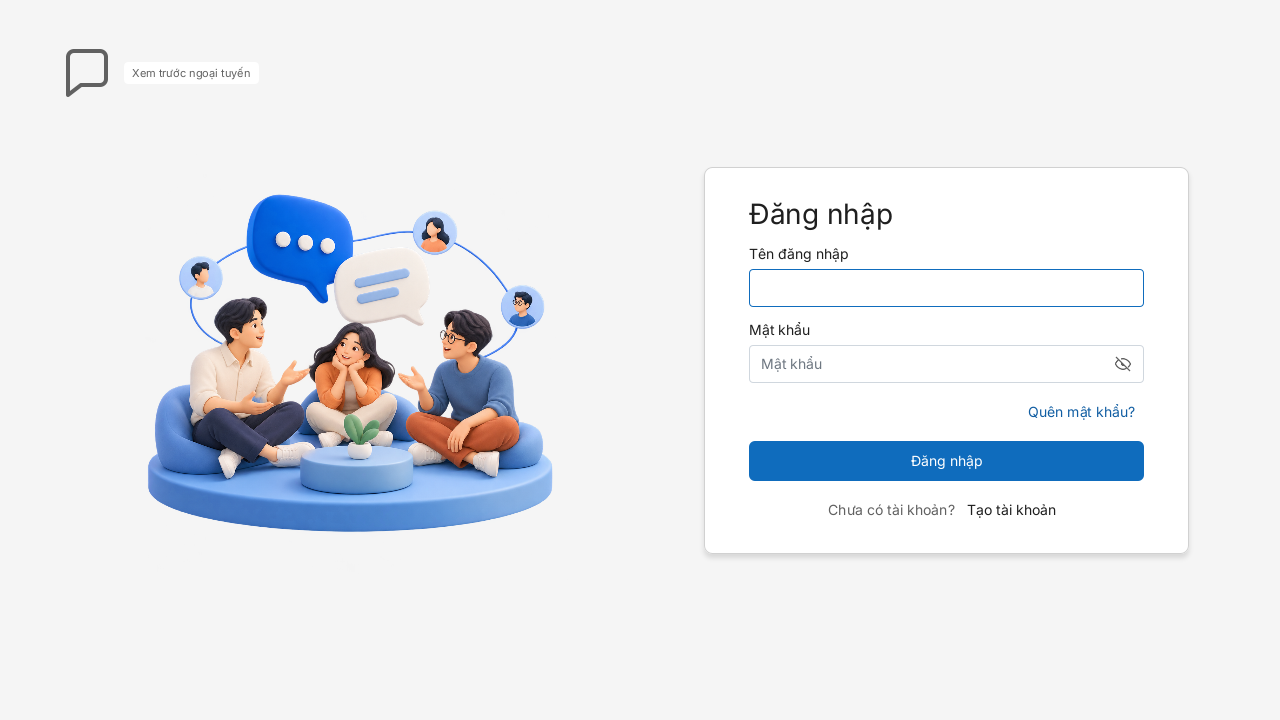 Xem trước ngoại tuyến
Đăng nhập
Tên đăng nhập
Mật khẩu
Mật khẩu
Quên mật khẩu?
Đăng nhập
Chưa có tài khoản? Tạo tài khoản